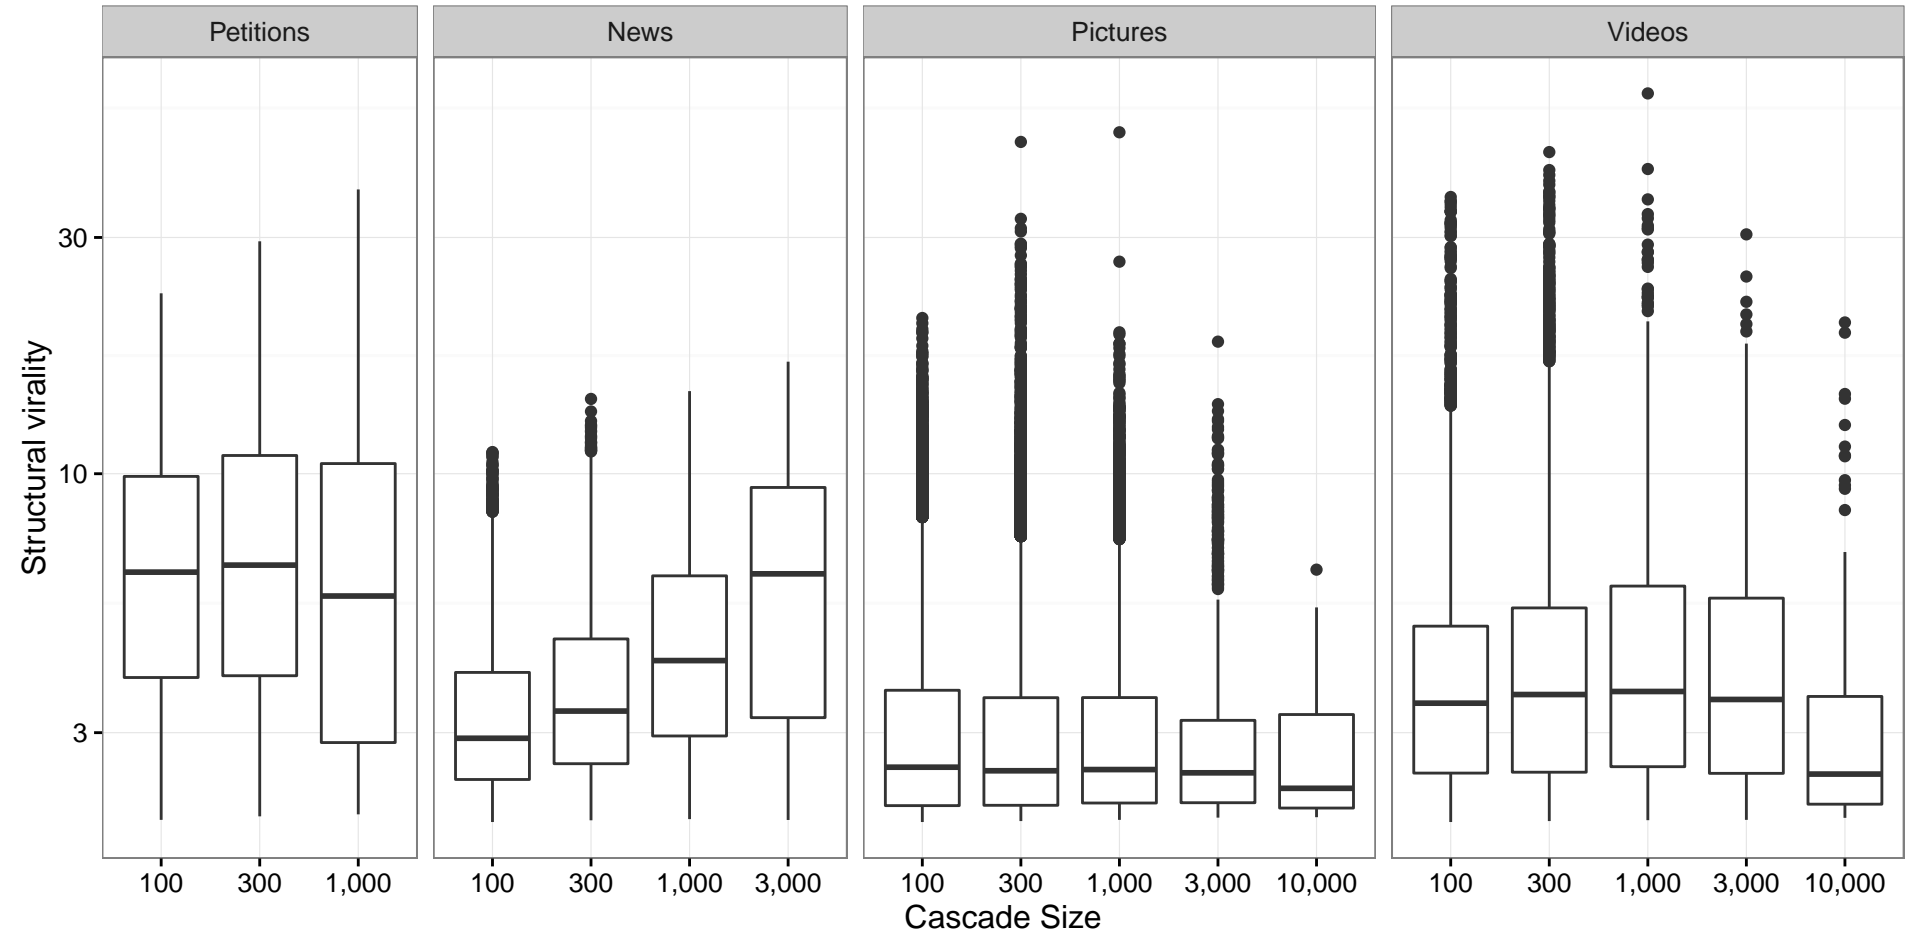 Petitions News Pictures Videos
Structural virality
30
10
3
100 300 1,000 100 300 1,000 3,000 100 300 1,000 3,000 10,000 100 300 1,000 3,000 10,000
Cascade Size